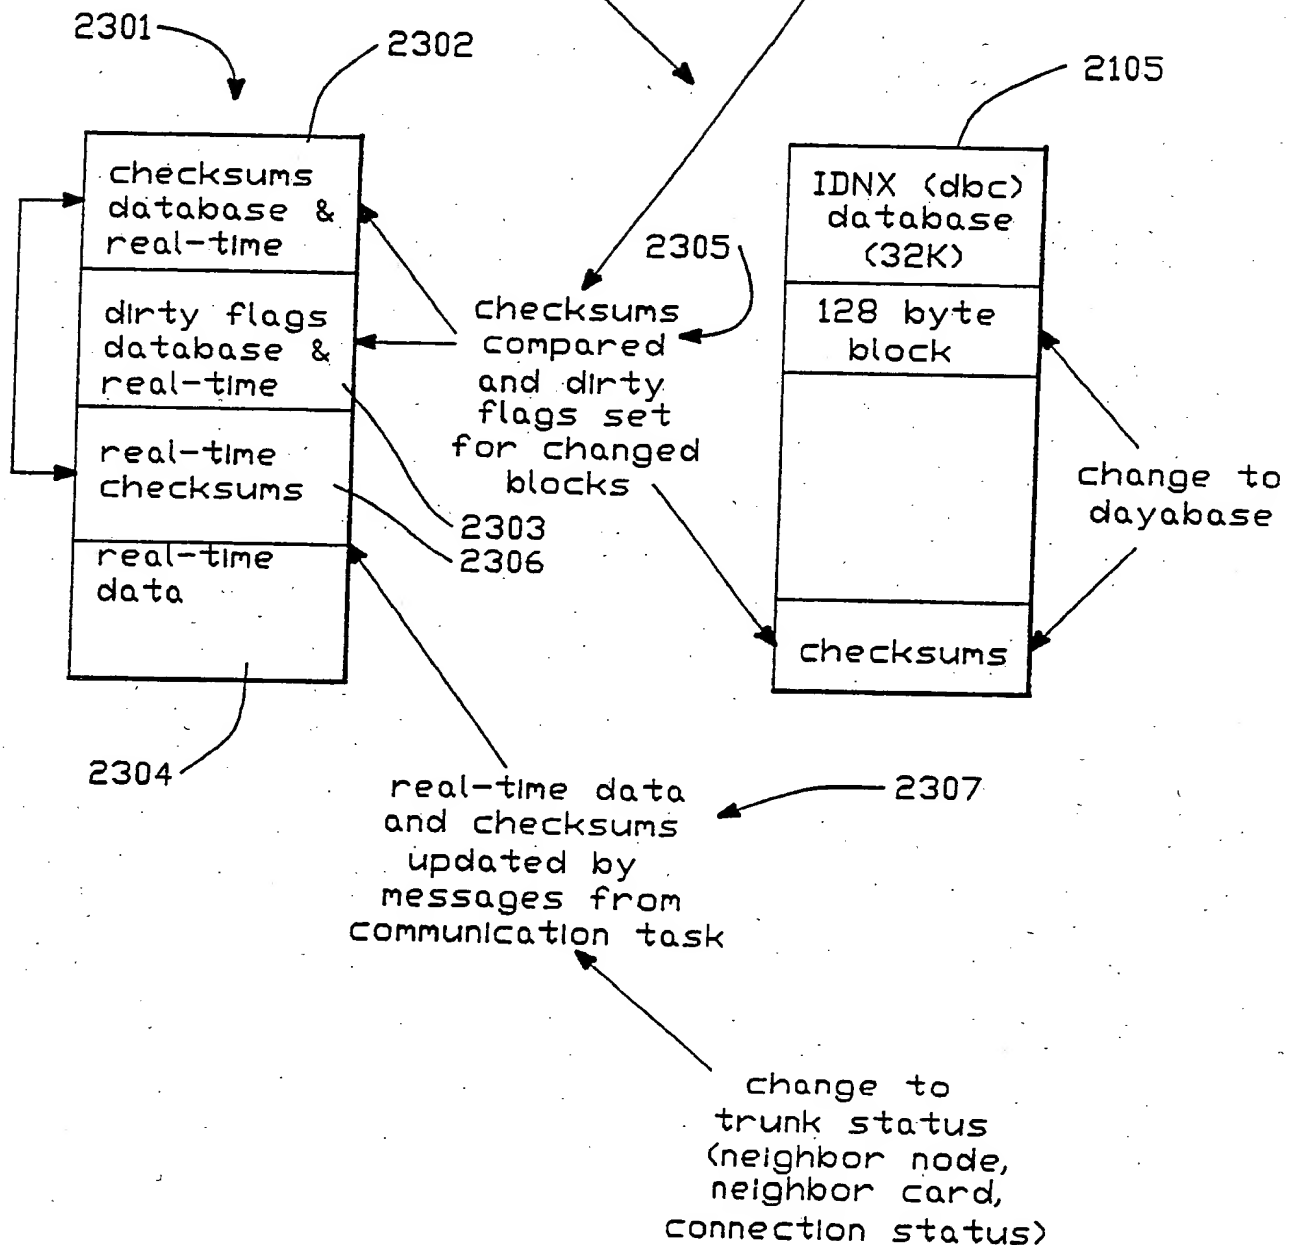 2301
2302
2105
checksums
database &
real-time
dirty flags
database &
real-time
real-time
checksums
real-time
data
2303
2306
2304
checksums
compared
and dirty
flags set
for changed
blocks
2305
IDNX (dbc)
database
(32K)
128 byte
block
checksums
change to
dayabase
real-time data
and checksums
updated by
messages from
communication task
2307
change to
trunk status
(neighbor node,
neighbor card,
connection status)